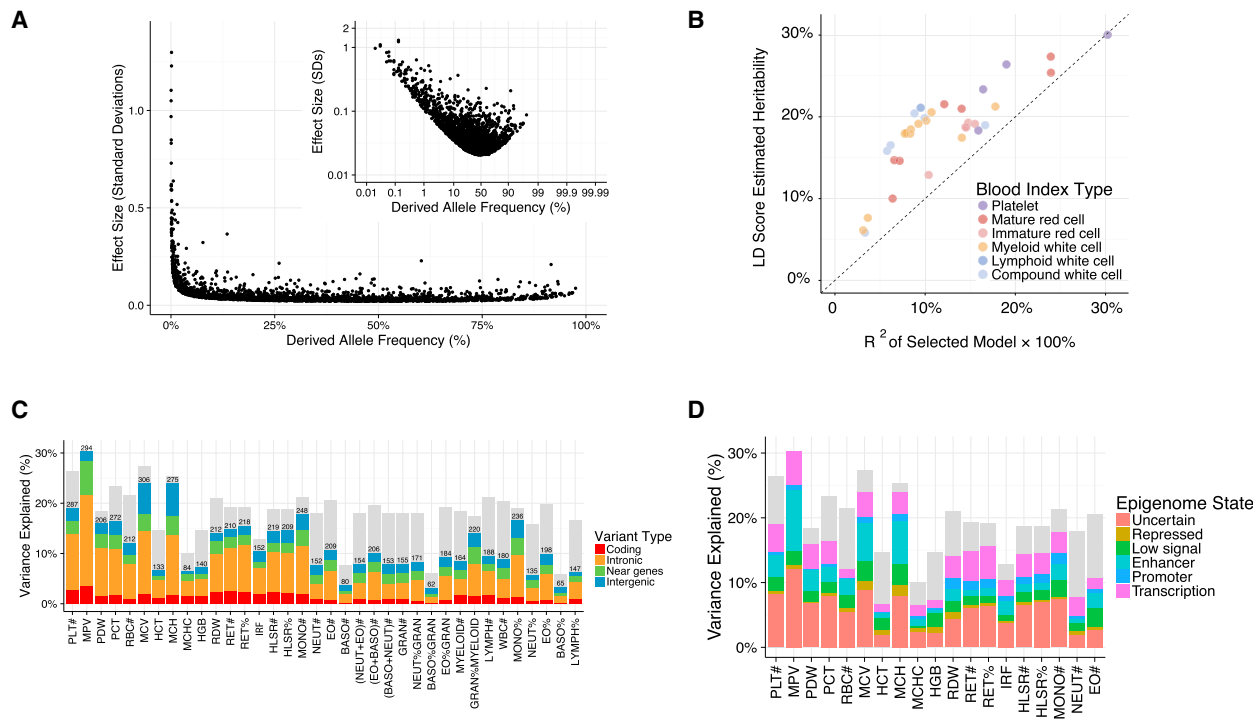 A
Effect Size (Standard Deviations)
1.0
0.5
0.0
0%
25%
50%
75%
100%
Derived Allele Frequency (%)
Effect Size (SDs)
2
1
0.1
0.01
0.01 0.1 1 10 50 90 99 99.9 99.99
Derived Allele Frequency (%)
B
LD Score Estimated Heritability
30%
20%
10%
0%
0 10% 20% 30%
R 2 of Selected Model × 100%
Blood Index Type
Platelet
Mature red cell
Immature red cell
Myeloid white cell
Lymphoid white cell
Compound white cell
C
Variance Explained (%)
30%
20%
10%
0%
287 294 206 272 212 306 133 275 84 140 212 210 218 152 219 209 248 152 209 80 154 206 153 155 171 62 184 164 220 188 180 236 135 198 65 147
PLT# MPV PDW PCT RBC# MCV HCT MCH MCHC HGB RDW RET# RET% IRF HLSR# HLSR% MONO# NEUT# EO# BASO# (NEUT+EO)# (EO+BASO)# (BASO+NEUT)# GRAN# NEUT%GRAN BASO%GRAN EO%GRAN MYELOID# GRAN%MYELOID LYMPH# WBC# MONO% NEUT% EO% BASO% LYMPH%
Variant Type
Coding
Intronic
Near genes
Intergenic
D
Variance Explained (%)
30%
20%
10%
0%
PLT# MPV PDW PCT RBC# MCV HCT MCH MCHC HGB RDW RET# RET% IRF HLSR# HLSR% MONO# NEUT# EO#
Epigenome State
Uncertain
Repressed
Low signal
Enhancer
Promoter
Transcription